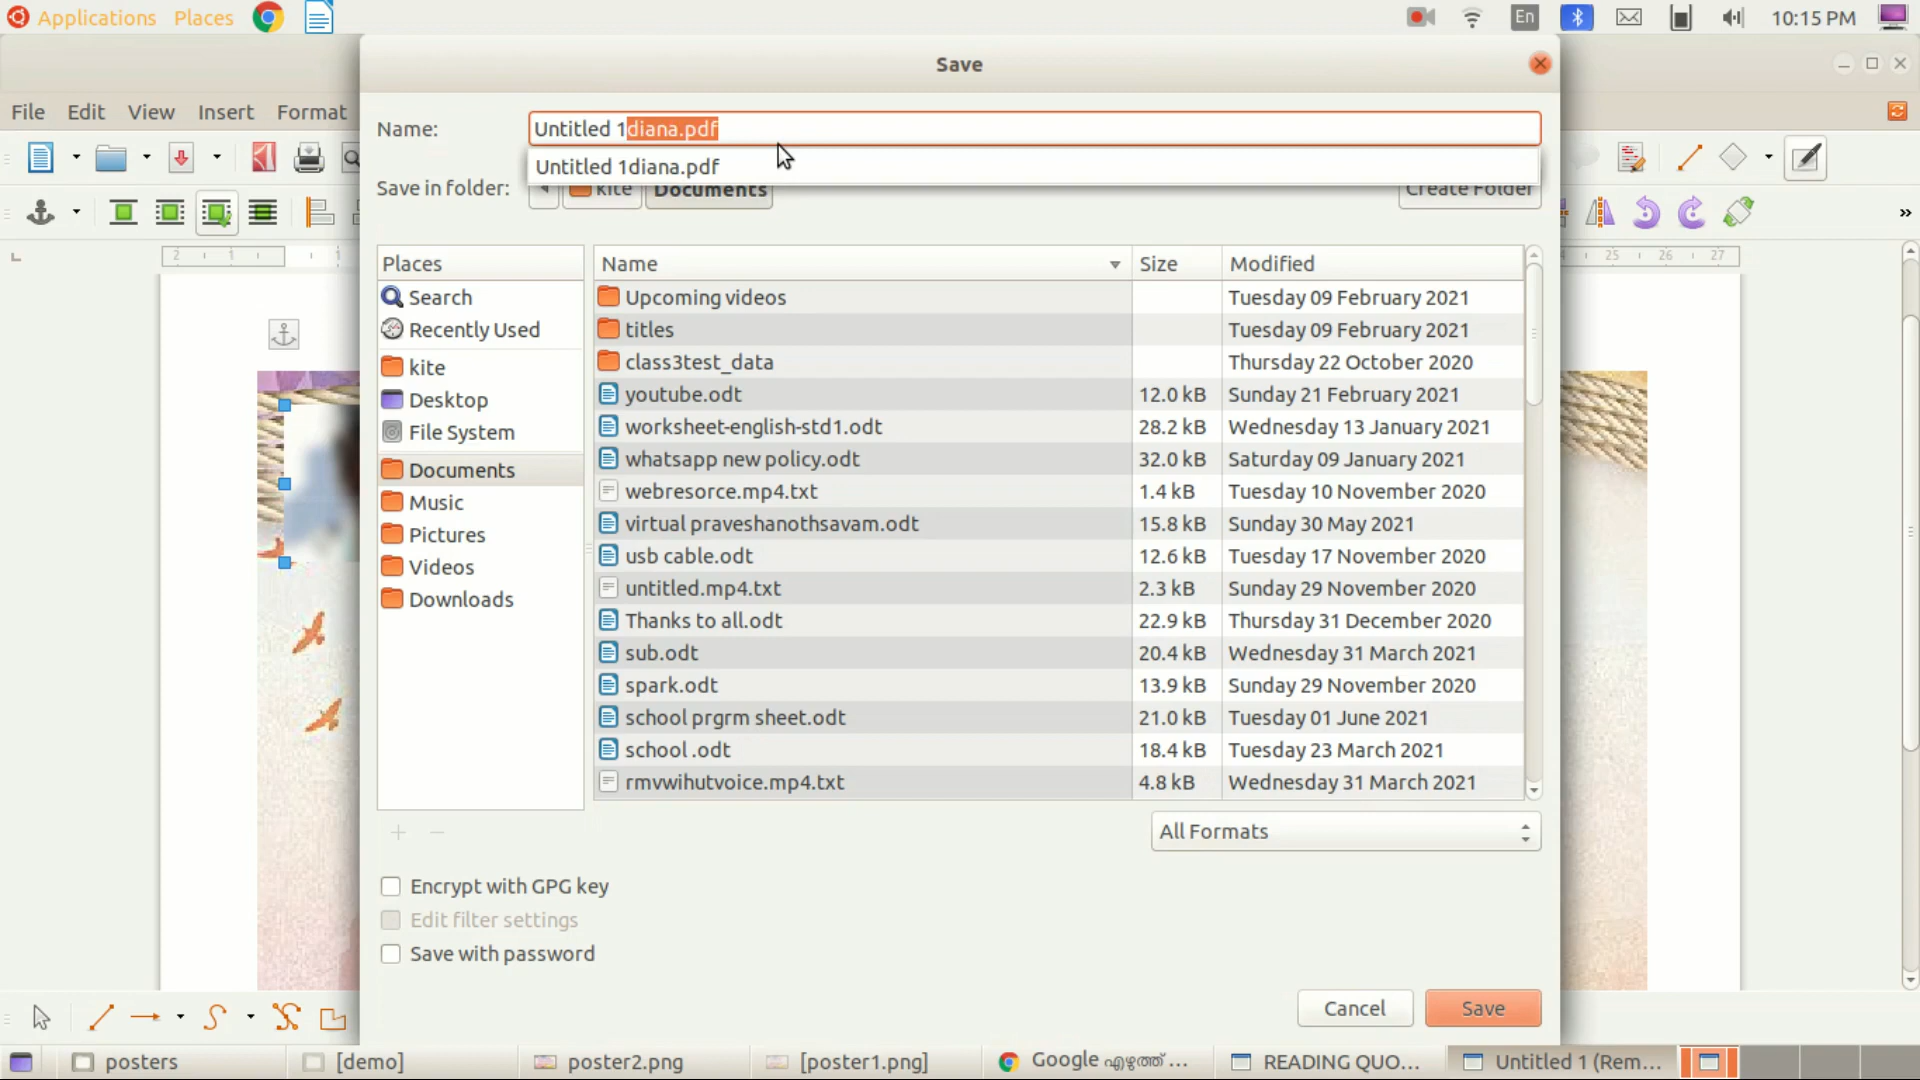 Applications Places En 10:15 PM
Save
File Edit View Insert Format
Name: Untitled 1diana.pdf
Untitled 1diana.pdf
Save in folder: kite Documents Create Folder
2 1 1 25 26 27
Places Name Size Modified
Search Upcoming videos Tuesday 09 February 2021
Recently Used titles Tuesday 09 February 2021
kite class3test_data Thursday 22 October 2020
Desktop youtube.odt 12.0 kB Sunday 21 February 2021
File System worksheet-english-std1.odt 28.2 kB Wednesday 13 January 2021
Documents whatsapp new policy.odt 32.0 kB Saturday 09 January 2021
Music webresorce.mp4.txt 1.4 kB Tuesday 10 November 2020
Pictures virtual praveshanothsavam.odt 15.8 kB Sunday 30 May 2021
Videos usb cable.odt 12.6 kB Tuesday 17 November 2020
Downloads untitled.mp4.txt 2.3 kB Sunday 29 November 2020
Thanks to all.odt 22.9 kB Thursday 31 December 2020
sub.odt 20.4 kB Wednesday 31 March 2021
spark.odt 13.9 kB Sunday 29 November 2020
school prgrm sheet.odt 21.0 kB Tuesday 01 June 2021
school .odt 18.4 kB Tuesday 23 March 2021
rmvwihutvoice.mp4.txt 4.8 kB Wednesday 31 March 2021
All Formats
Encrypt with GPG key
Edit filter settings
Save with password
Cancel Save
posters [demo] poster2.png [poster1.png] Google എഴുത്ത് ... READING QUO... Untitled 1 (Rem...